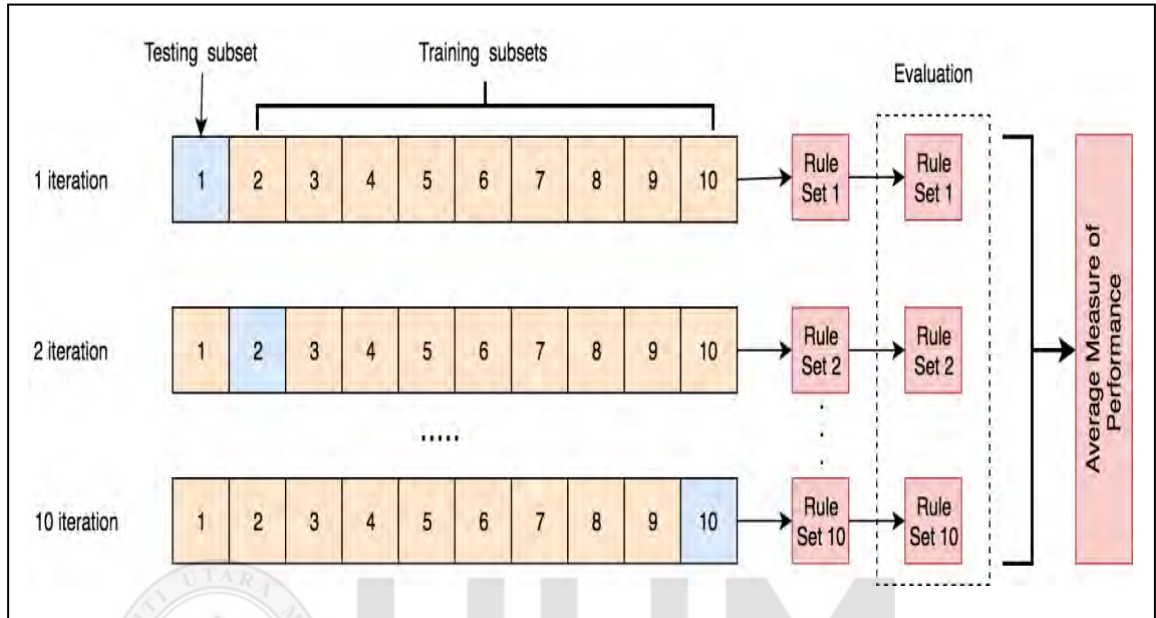 Testing subset
Training subsets
Evaluation
1 iteration
1 2 3 4 5 6 7 8 9 10
Rule
Set 1
Rule
Set 1
2 iteration
1 2 3 4 5 6 7 8 9 10
Rule
Set 2
Rule
Set 2
.....
10 iteration
1 2 3 4 5 6 7 8 9 10
Rule
Set 10
Rule
Set 10
Average Measure of
Performance
UTARA